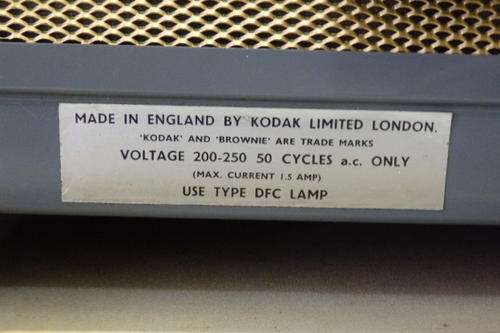 MADE IN ENGLAND BY KODAK LIMITED LONDON.
'KODAK' AND 'BROWNIE' ARE TRADE MARKS
VOLTAGE 200-250 50 CYCLES a.c. ONLY
(MAX. CURRENT 1.5 AMP)
USE TYPE DFC LAMP